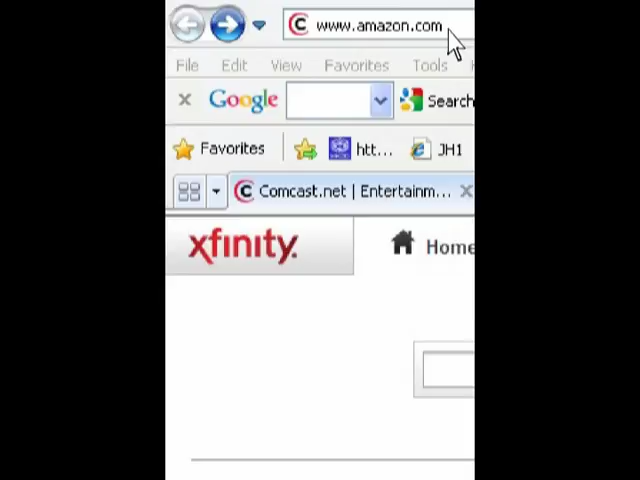 www.amazon.com
File Edit View Favorites Tools
Google Search
Favorites htt... JH1
Comcast.net | Entertainm...
xfinity Home